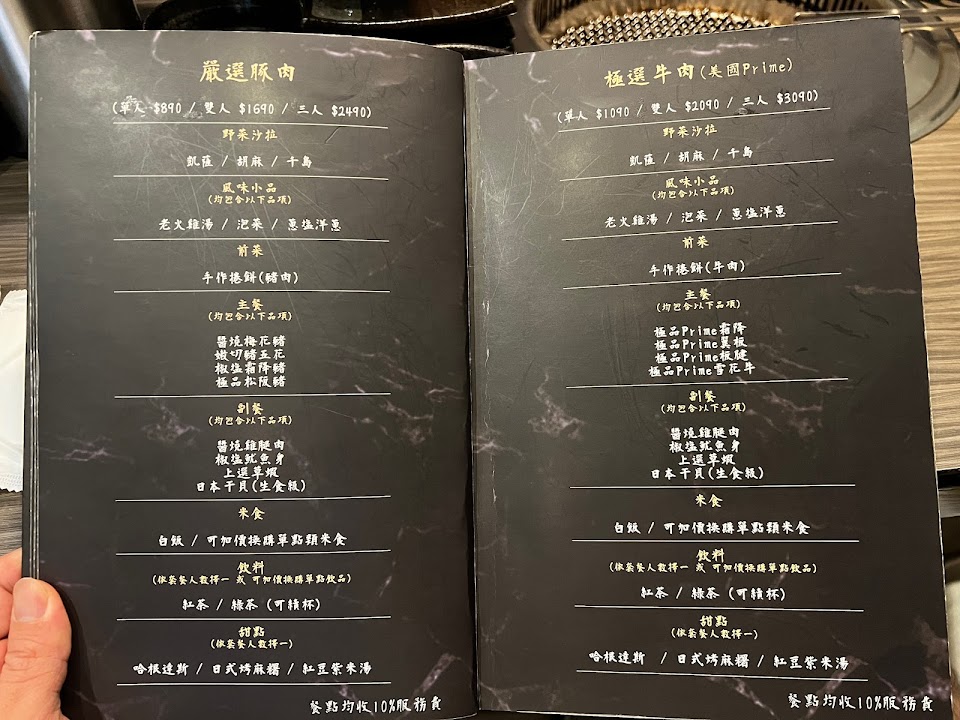 嚴選豚肉
(單人 $890 / 雙人 $1690 / 三人 $2490)
野菜沙拉
凱薩 / 胡麻 / 千島
風味小品
(均包含以下品項)
老火雞湯 / 泡菜 / 蔥塩洋蔥
前菜
手作捲餅(豬肉)
主餐
(均包含以下品項)
醬燒梅花豬
嫩切豬五花
椒塩霜降豬
極品松阪豬
副餐
(均包含以下品項)
醬燒雞腿肉
椒塩魷魚身
上選草蝦
日本干貝(生食級)
米食
白飯 / 可加價換購單點類米食
飲料
(依套餐人數擇一 或 可加價換購單點飲品)
紅茶 / 綠茶 (可續杯)
甜點
(依套餐人數擇一)
哈根達斯 / 日式烤麻糬 / 紅豆紫米湯
餐點均收10%服務費
極選牛肉(美國Prime)
(單人 $1090 / 雙人 $2090 / 三人 $3090)
野菜沙拉
凱薩 / 胡麻 / 千島
風味小品
(均包含以下品項)
老火雞湯 / 泡菜 / 蔥塩洋蔥
前菜
手作捲餅(牛肉)
主餐
(均包含以下品項)
極品Prime霜降
極品Prime翼板
極品Prime板腱
極品Prime雪花牛
副餐
(均包含以下品項)
醬燒雞腿肉
椒塩魷魚身
上選草蝦
日本干貝(生食級)
米食
白飯 / 可加價換購單點類米食
飲料
(依套餐人數擇一 或 可加價換購單點飲品)
紅茶 / 綠茶 (可續杯)
甜點
(依套餐人數擇一)
哈根達斯 / 日式烤麻糬 / 紅豆紫米湯
餐點均收10%服務費